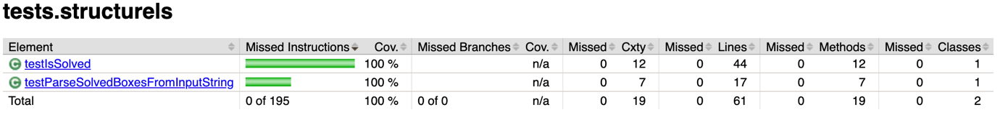 tests.structurels
Element Missed Instructions Cov. Missed Branches Cov. Missed Cxty Missed Lines Missed Methods Missed Classes
C testIsSolved 100 % n/a 0 12 0 44 0 12 0 1
C testParseSolvedBoxesFromInputString 100 % n/a 0 7 0 17 0 7 0 1
Total 0 of 195 100 % 0 of 0 n/a 0 19 0 61 0 19 0 2